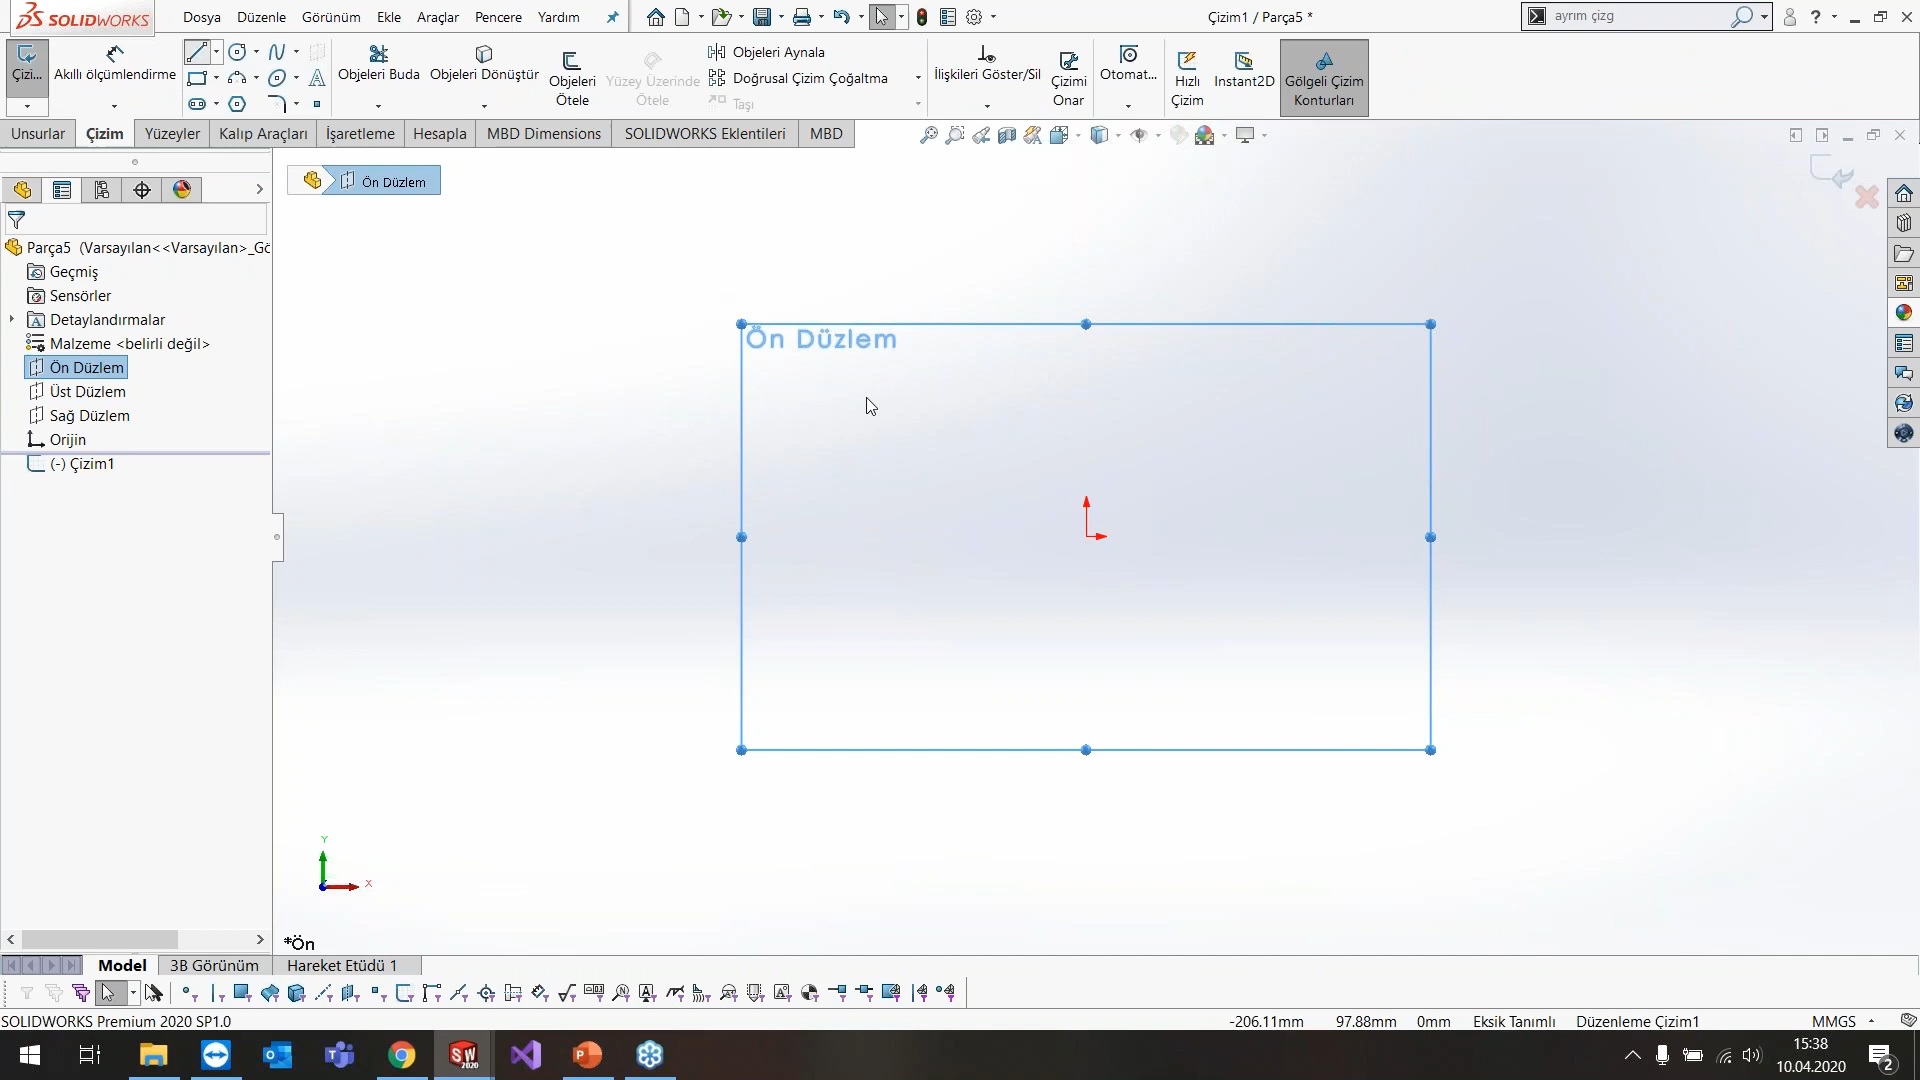 SOLIDWORKS
Dosya Düzenle Görünüm Ekle Araçlar Pencere Yardım
Çizim1 / Parça5 *
ayrım çizg
Çizi...
Akıllı ölçümlendirme
Objeleri Buda
Objeleri Dönüştür
Objeleri
Ötele
Yüzey Üzerinde
Ötele
Objeleri Aynala
Doğrusal Çizim Çoğaltma
Taşı
İlişkileri Göster/Sil
Çizimi
Onar
Otomat...
Hızlı
Çizim
Instant2D
Gölgeli Çizim
Konturları
Unsurlar Çizim Yüzeyler Kalıp Araçları İşaretleme Hesapla MBD Dimensions SOLIDWORKS Eklentileri MBD
Ön Düzlem
Parça5 (Varsayılan<<Varsayılan>_Gö
Geçmiş
Sensörler
Detaylandırmalar
Malzeme <belirli değil>
Ön Düzlem
Üst Düzlem
Sağ Düzlem
Orijin
(-) Çizim1
Ön Düzlem
Y
X
*Ön
Model 3B Görünüm Hareket Etüdü 1
SOLIDWORKS Premium 2020 SP1.0
-206.11mm 97.88mm 0mm Eksik Tanımlı Düzenleme Çizim1 MMGS
15:38
10.04.2020
2